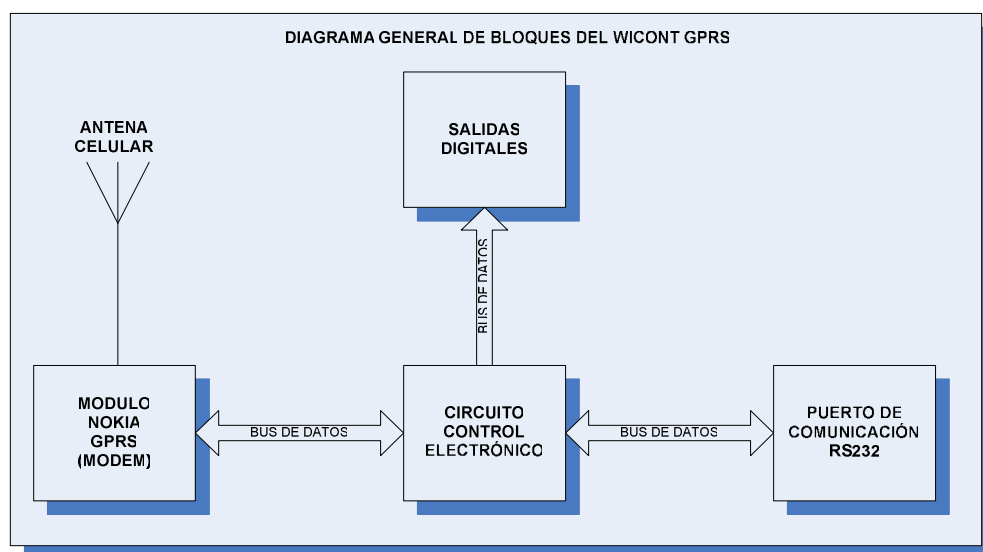 DIAGRAMA GENERAL DE BLOQUES DEL WICONT GPRS
ANTENA
CELULAR
SALIDAS
DIGITALES
BUS DE DATOS
MODULO
NOKIA
GPRS
(MODEM)
BUS DE DATOS
CIRCUITO
CONTROL
ELECTRÓNICO
BUS DE DATOS
PUERTO DE
COMUNICACIÓN
RS232